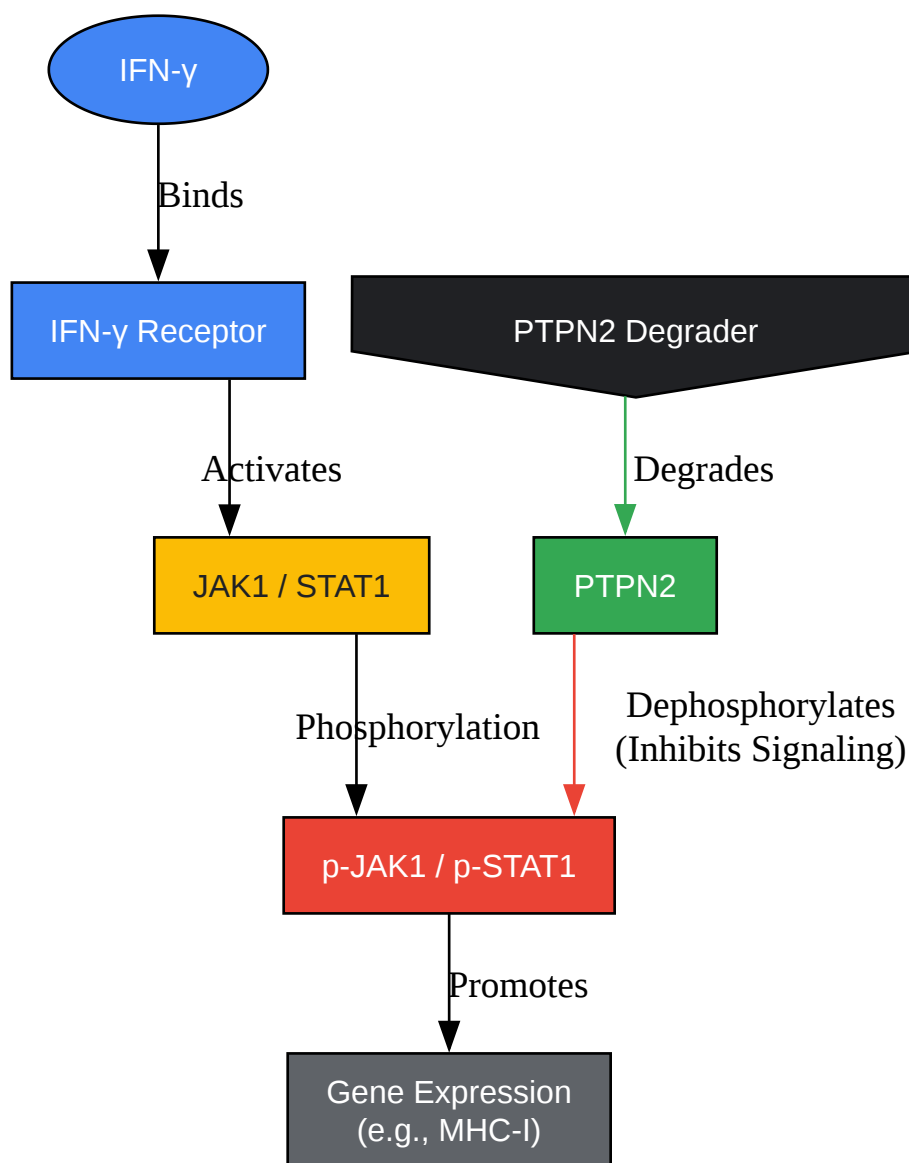 IFN-γ
Binds
IFN-γ Receptor
PTPN2 Degrader
Activates
Degrades
JAK1 / STAT1
PTPN2
Phosphorylation
Dephosphorylates
(Inhibits Signaling)
p-JAK1 / p-STAT1
Promotes
Gene Expression
(e.g., MHC-I)